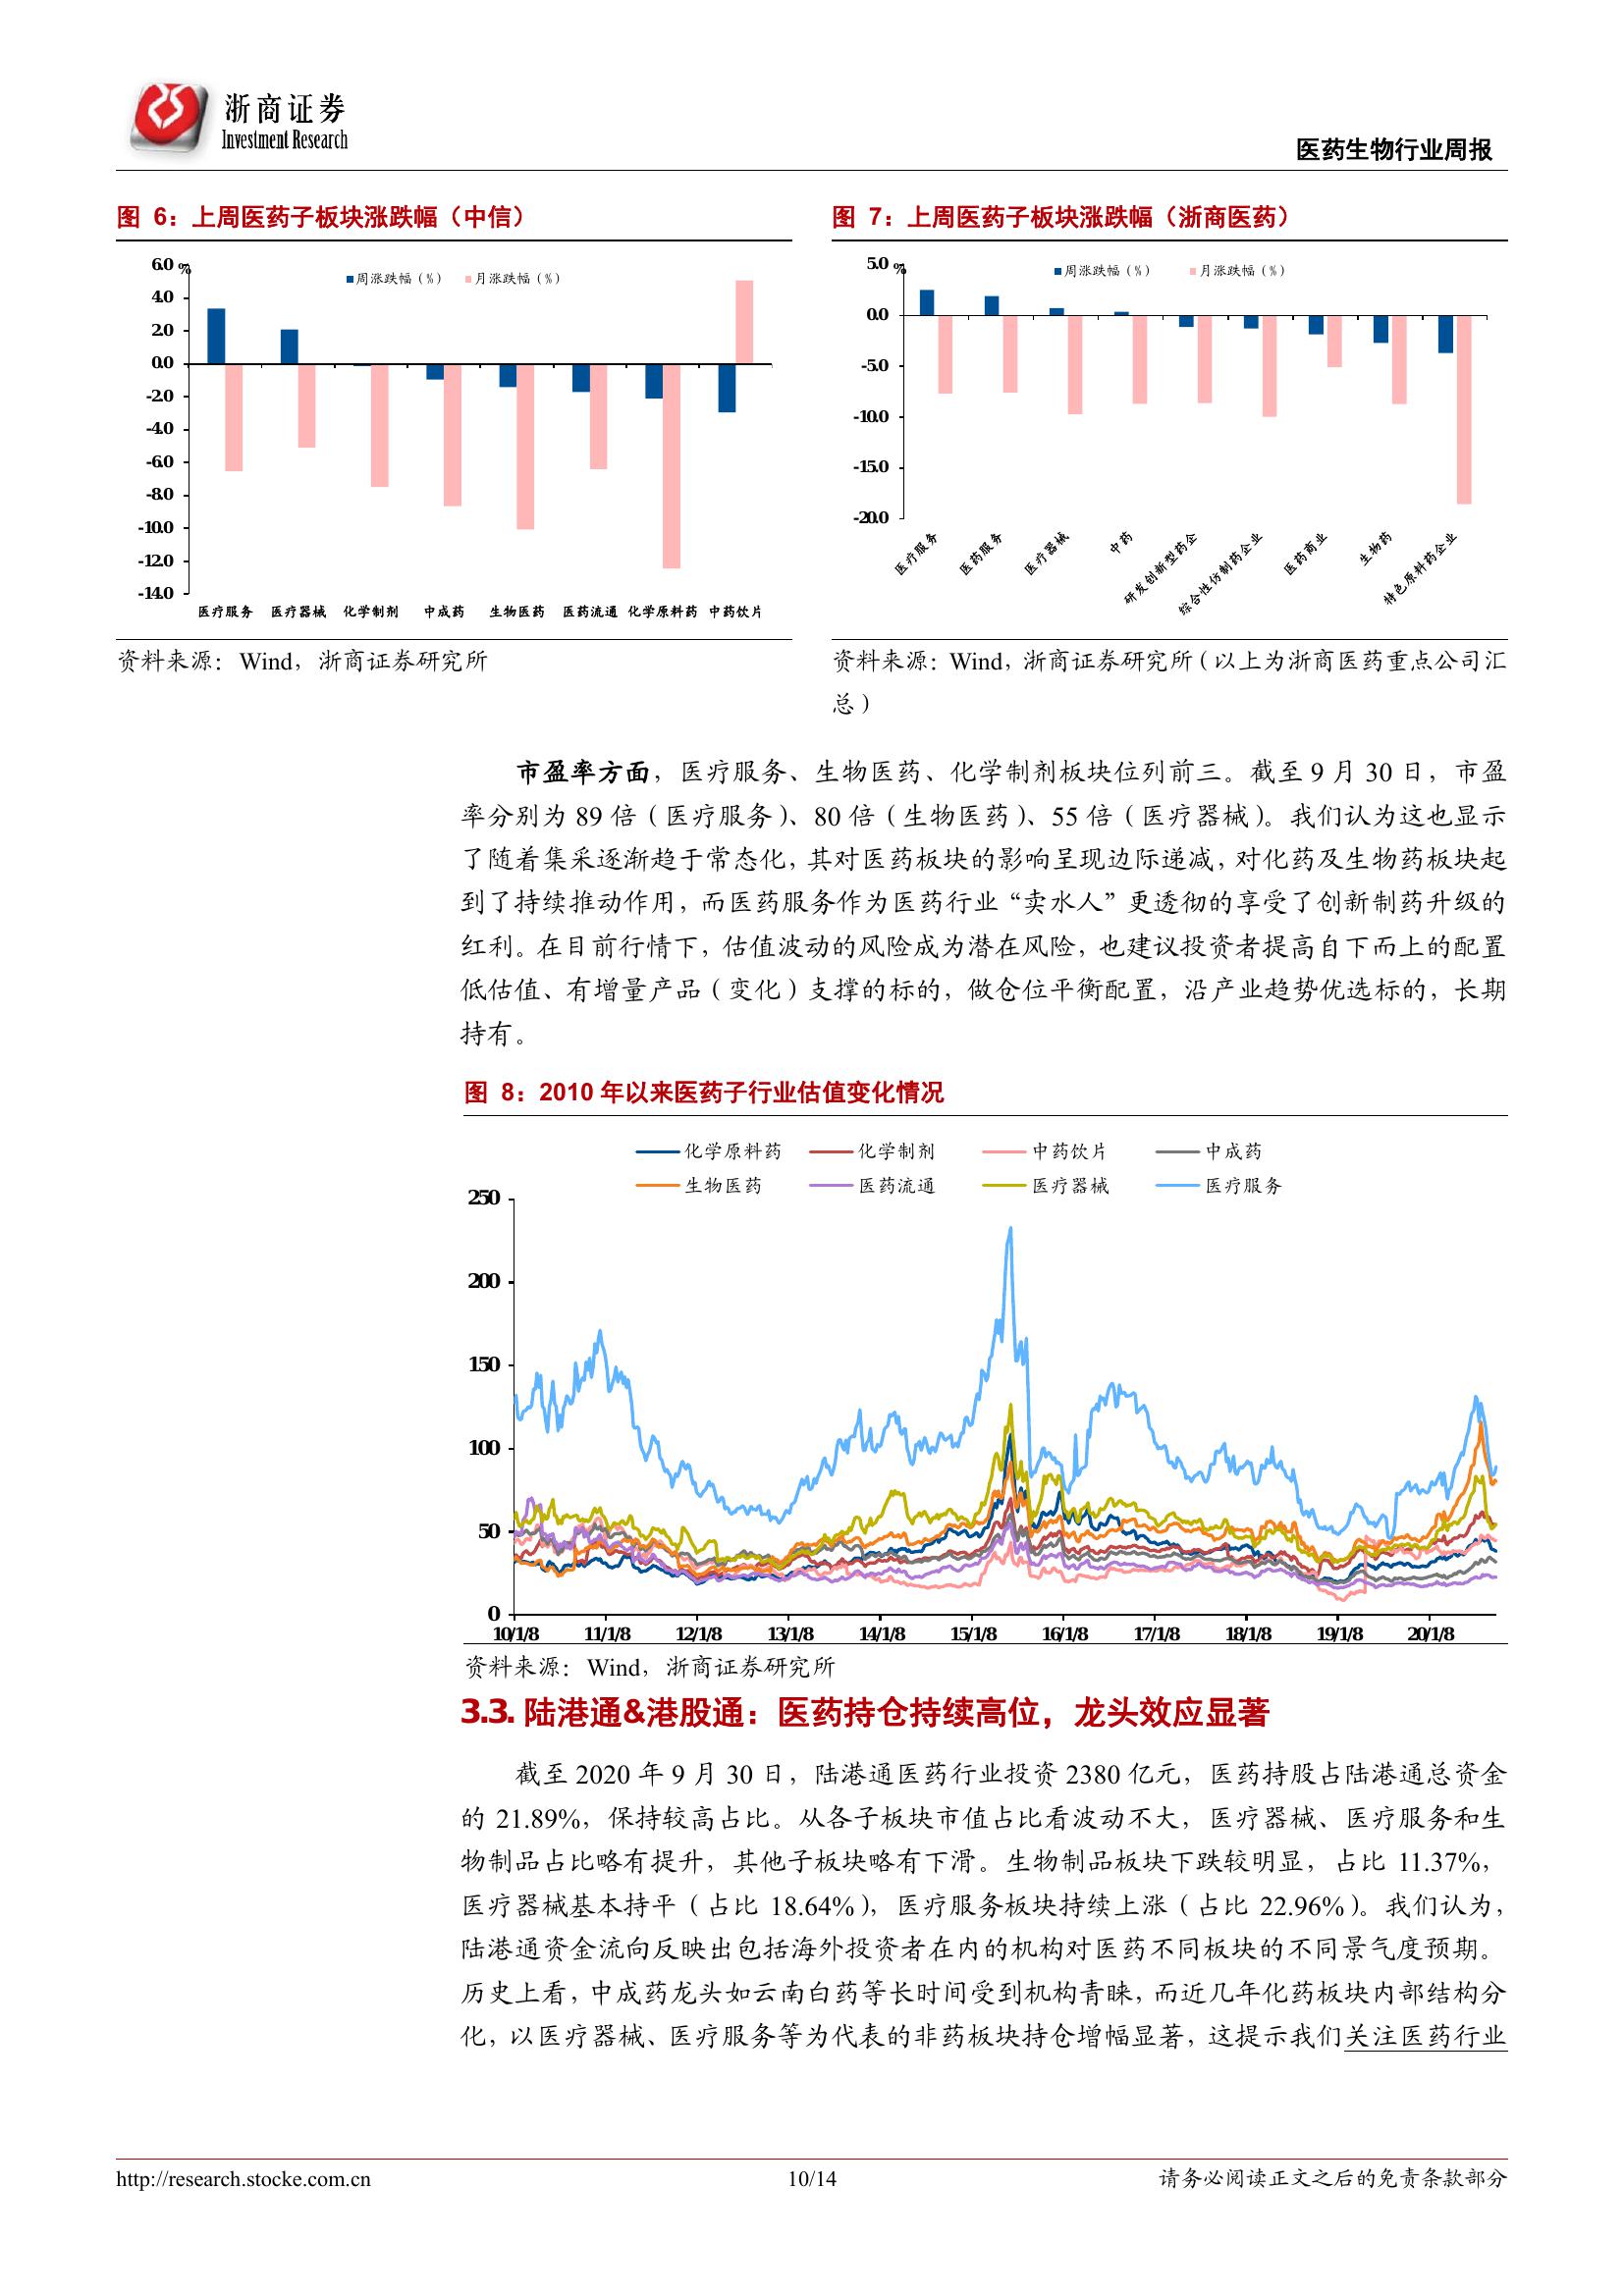 浙商证券
Investment Research
医药生物行业周报
图 6：上周医药子板块涨跌幅（中信）
6.0 %
周涨跌幅（%） 月涨跌幅（%）
4.0
2.0
0.0
-2.0
-4.0
-6.0
-8.0
-10.0
-12.0
-14.0
医疗服务 医疗器械 化学制剂 中成药 生物医药 医药流通 化学原料药 中药饮片
资料来源：Wind，浙商证券研究所
图 7：上周医药子板块涨跌幅（浙商医药）
5.0 %
周涨跌幅（%） 月涨跌幅（%）
0.0
-5.0
-10.0
-15.0
-20.0
医疗服务 医药服务 医疗器械 中药 研发创新型药企 综合性仿制药企业 医药商业 生物药 特色原料药企业
资料来源：Wind，浙商证券研究所（以上为浙商医药重点公司汇
总）
市盈率方面，医疗服务、生物医药、化学制剂板块位列前三。截至 9 月 30 日，市盈
率分别为 89 倍（医疗服务）、80 倍（生物医药）、55 倍（医疗器械）。我们认为这也显示
了随着集采逐渐趋于常态化，其对医药板块的影响呈现边际递减，对化药及生物药板块起
到了持续推动作用，而医药服务作为医药行业“卖水人”更透彻的享受了创新制药升级的
红利。在目前行情下，估值波动的风险成为潜在风险，也建议投资者提高自下而上的配置
低估值、有增量产品（变化）支撑的标的，做仓位平衡配置，沿产业趋势优选标的，长期
持有。
图 8：2010 年以来医药子行业估值变化情况
化学原料药 化学制剂 中药饮片 中成药
生物医药 医药流通 医疗器械 医疗服务
250
200
150
100
50
0
10/1/8 11/1/8 12/1/8 13/1/8 14/1/8 15/1/8 16/1/8 17/1/8 18/1/8 19/1/8 20/1/8
资料来源：Wind，浙商证券研究所
3.3. 陆港通&港股通：医药持仓持续高位，龙头效应显著
截至 2020 年 9 月 30 日，陆港通医药行业投资 2380 亿元，医药持股占陆港通总资金
的 21.89%，保持较高占比。从各子板块市值占比看波动不大，医疗器械、医疗服务和生
物制品占比略有提升，其他子板块略有下滑。生物制品板块下跌较明显，占比 11.37%，
医疗器械基本持平（占比 18.64%），医疗服务板块持续上涨（占比 22.96%）。我们认为，
陆港通资金流向反映出包括海外投资者在内的机构对医药不同板块的不同景气度预期。
历史上看，中成药龙头如云南白药等长时间受到机构青睐，而近几年化药板块内部结构分
化，以医疗器械、医疗服务等为代表的非药板块持仓增幅显著，这提示我们关注医药行业
http://research.stocke.com.cn
10/14
请务必阅读正文之后的免责条款部分